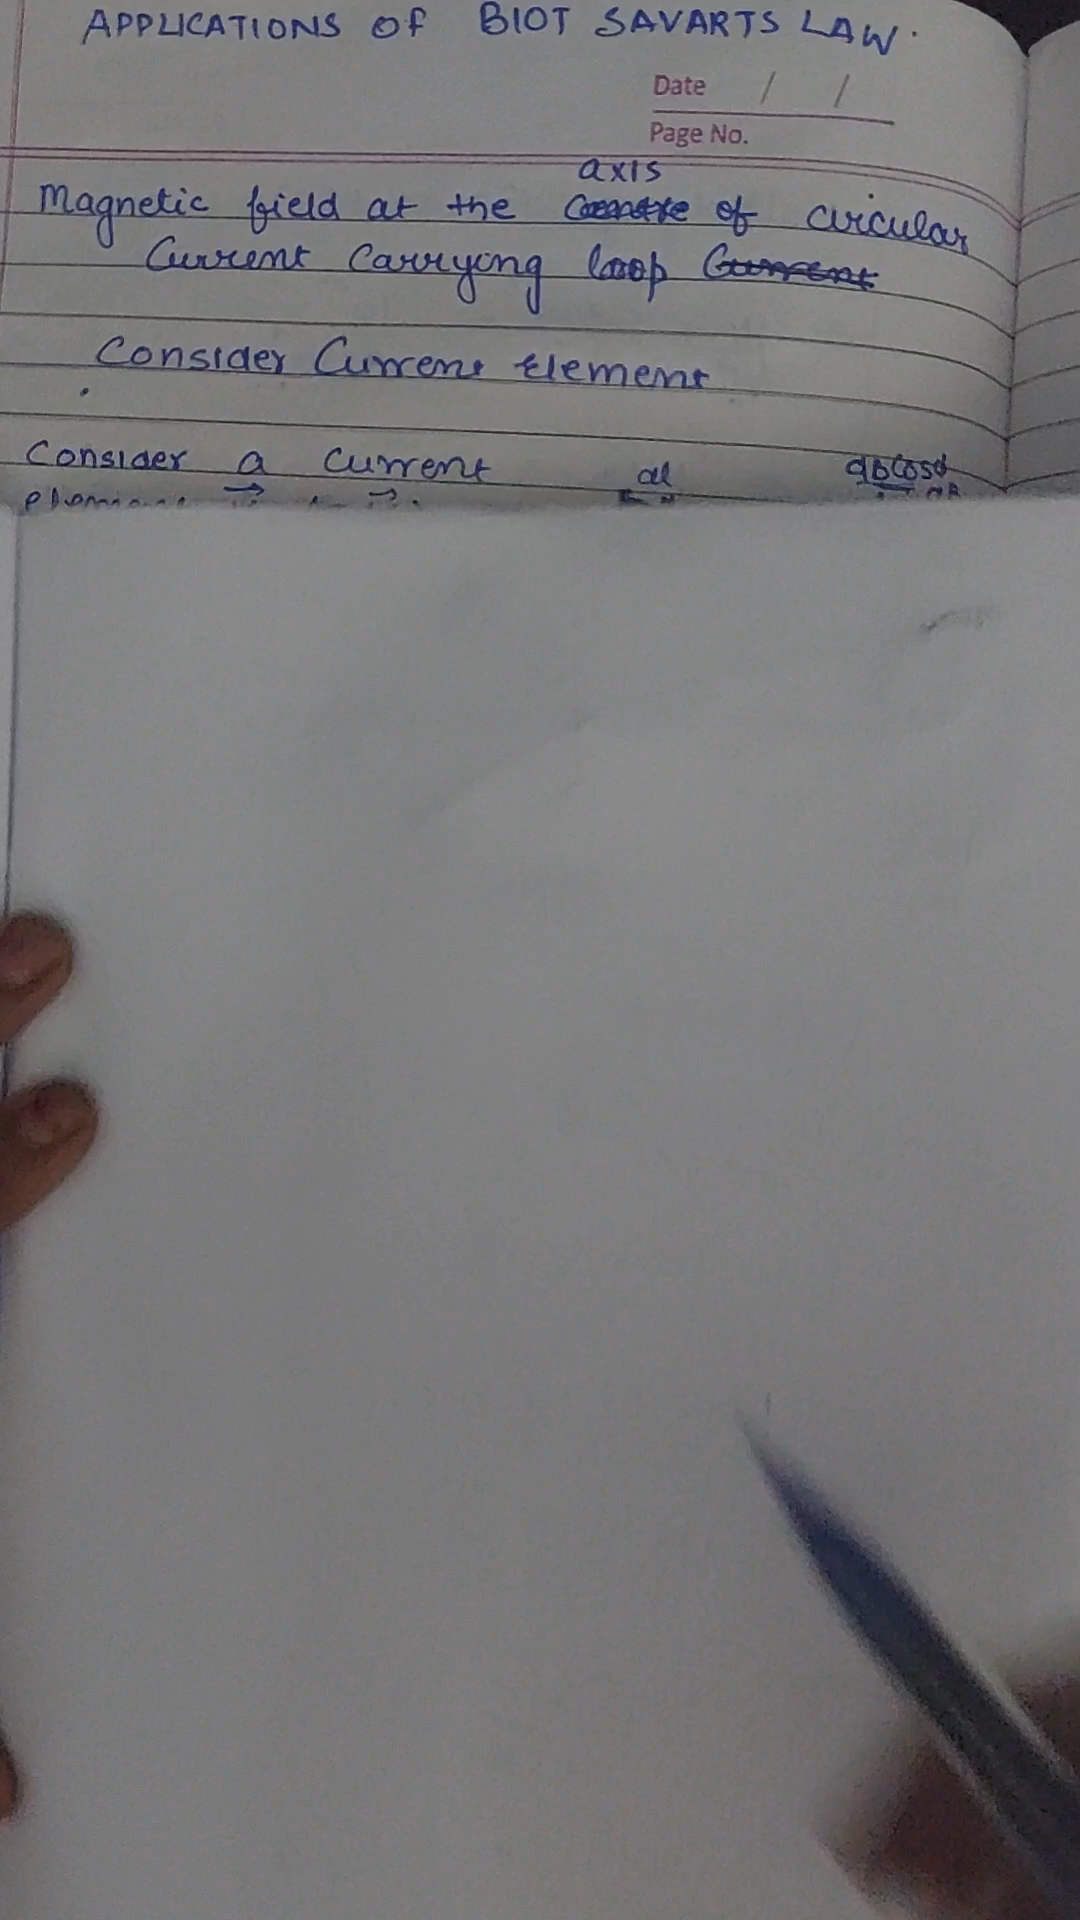 APPLICATIONS OF BIOT SAVARTS LAW.
Date / /
Page No.
axis
Magnetic field at the of circular
Current Carrying loop
Consider Current Element
Consider a Current dl dbcosϕ